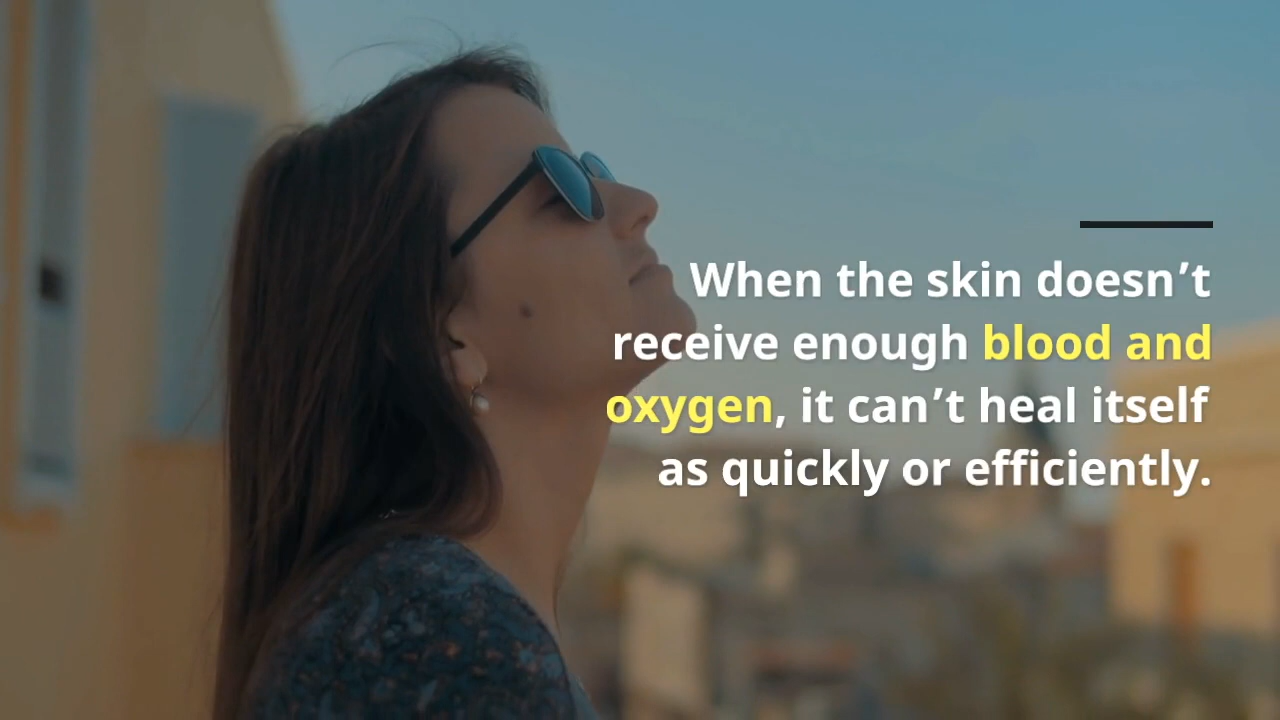 When the skin doesn’t
receive enough blood and
oxygen, it can’t heal itself
as quickly or efficiently.